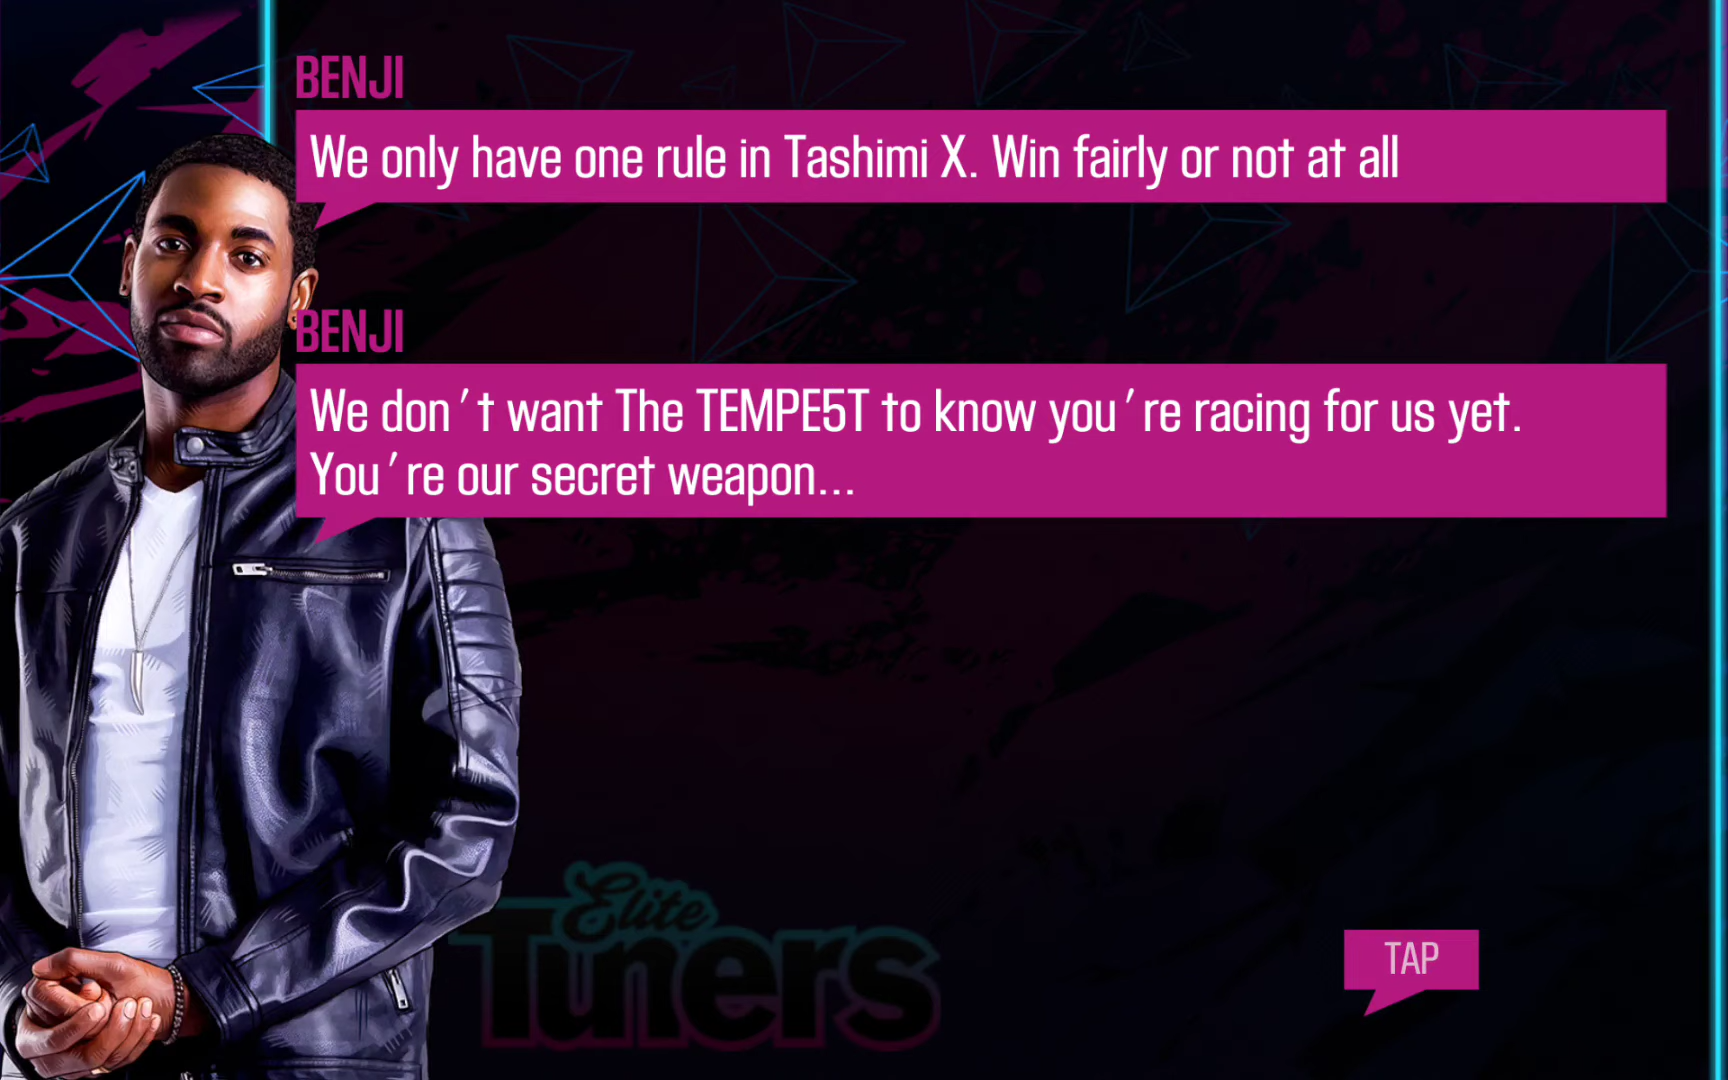 BENJI
We only have one rule in Tashimi X. Win fairly or not at all
BENJI
We don't want The TEMPE5T to know you're racing for us yet.
You're our secret weapon...
Elite
Tuners
TAP